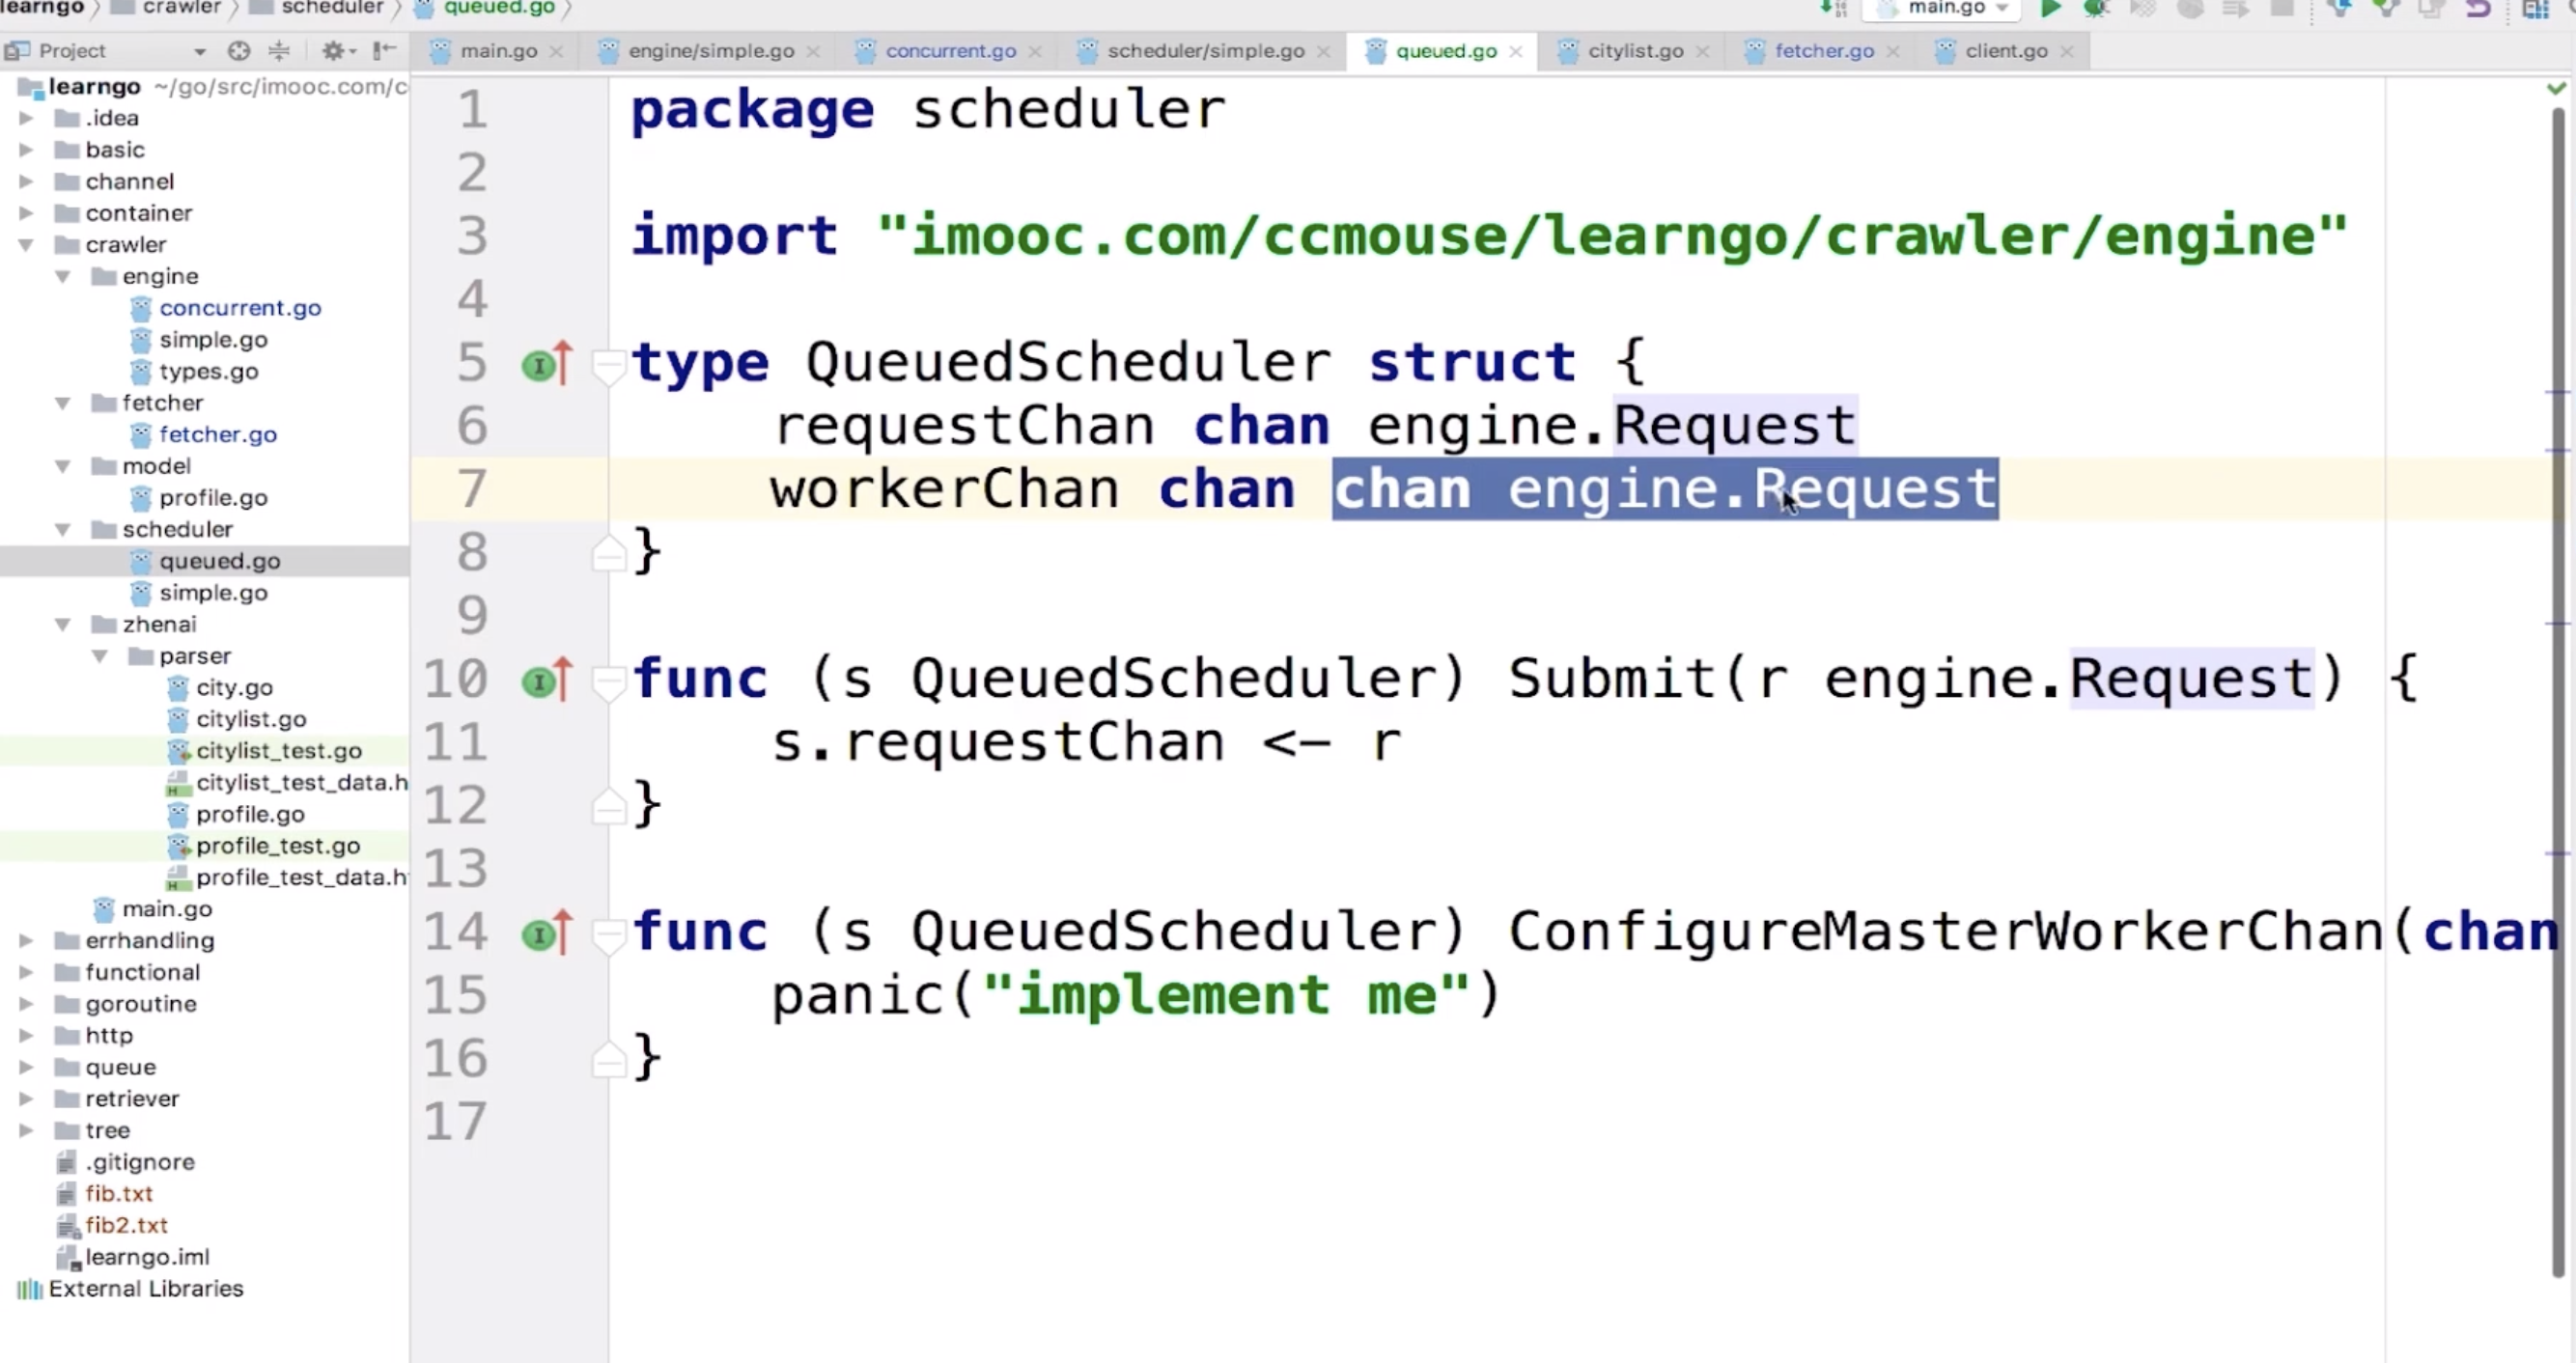 learngo crawler scheduler queued.go main.go
Project main.go engine/simple.go concurrent.go scheduler/simple.go queued.go citylist.go fetcher.go client.go
learngo ~/go/src/imooc.com/c
.idea
basic
channel
container
crawler
engine
concurrent.go
simple.go
types.go
fetcher
fetcher.go
model
profile.go
scheduler
queued.go
simple.go
zhenai
parser
city.go
citylist.go
citylist_test.go
citylist_test_data.h
profile.go
profile_test.go
profile_test_data.h
main.go
errhandling
functional
goroutine
http
queue
retriever
tree
.gitignore
fib.txt
fib2.txt
learngo.iml
External Libraries
1 package scheduler
2
3 import "imooc.com/ccmouse/learngo/crawler/engine"
4
5 type QueuedScheduler struct {
6 requestChan chan engine.Request
7 workerChan chan chan engine.Request
8 }
9
10 func (s QueuedScheduler) Submit(r engine.Request) {
11 s.requestChan <- r
12 }
13
14 func (s QueuedScheduler) ConfigureMasterWorkerChan(chan
15 panic("implement me")
16 }
17